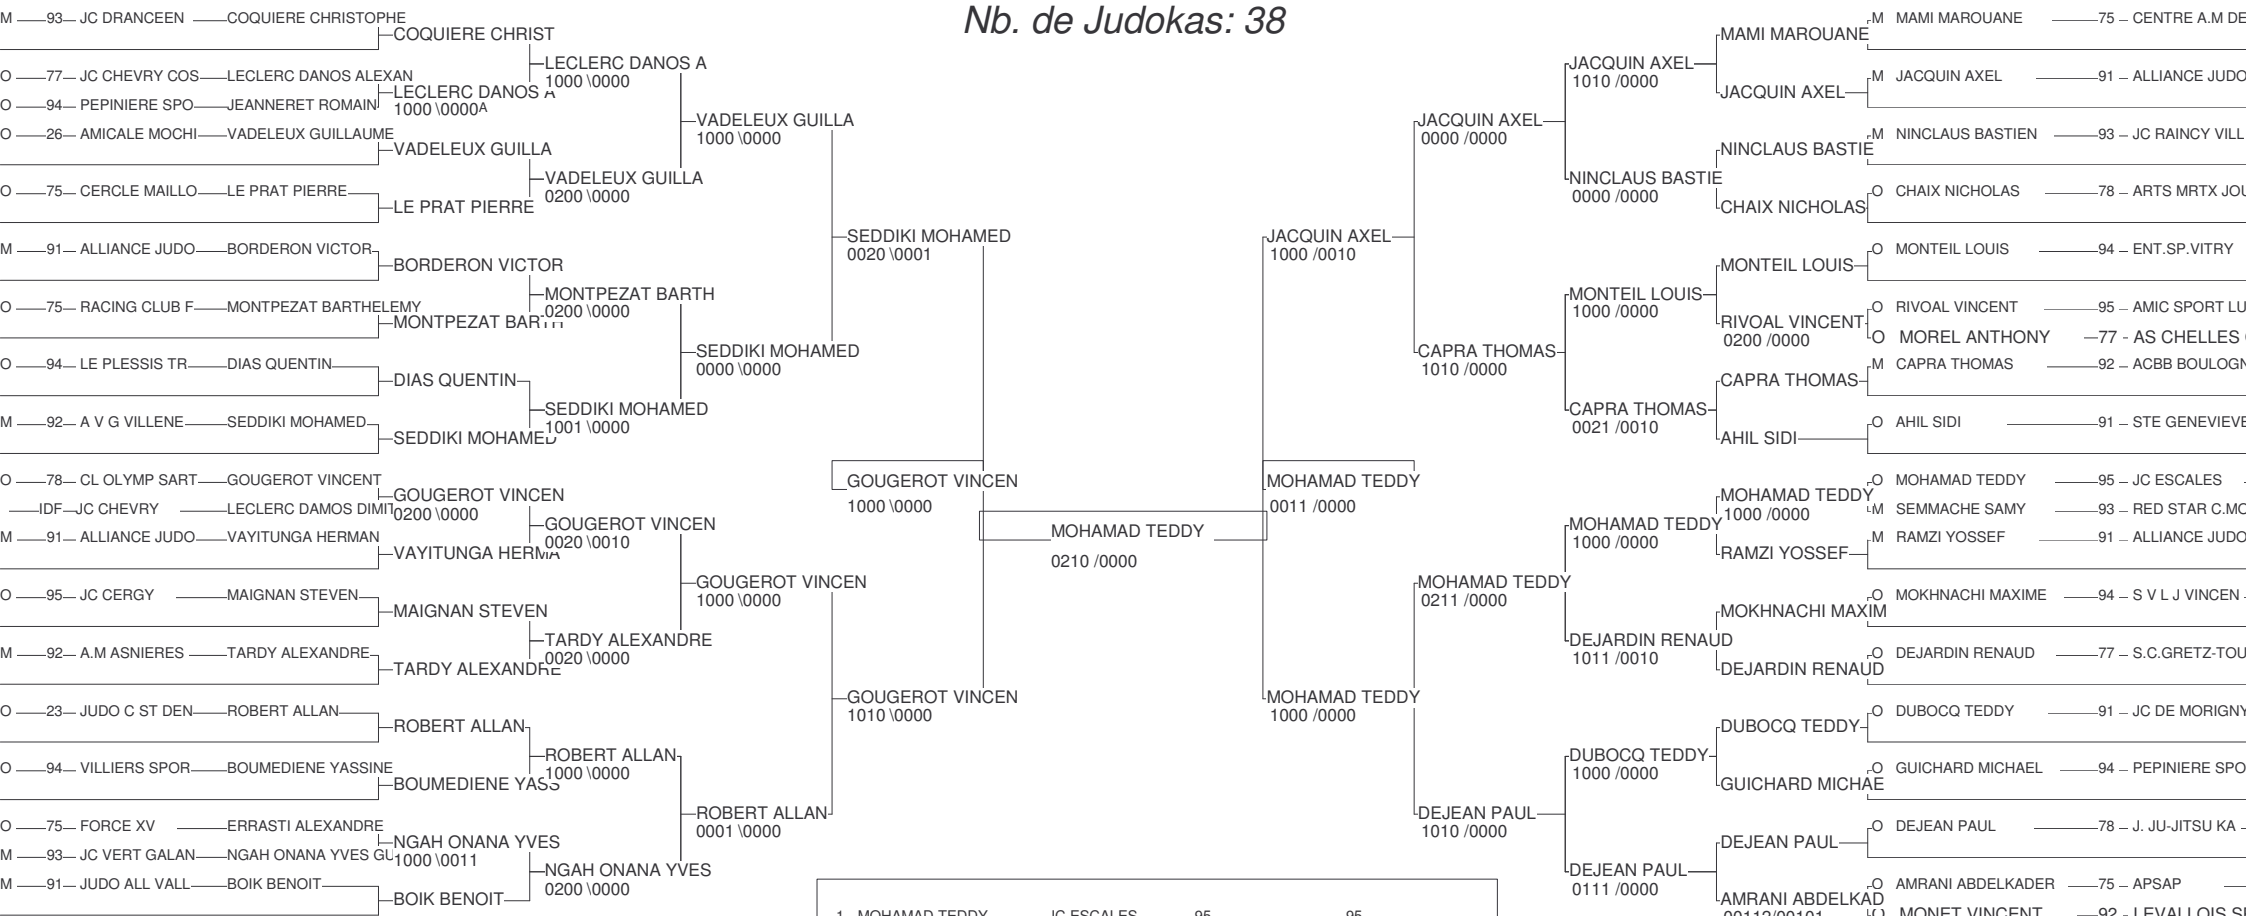 Nb. de Judokas: 38
M 93 JC DRANCEEN COQUIERE CHRISTOPHE
COQUIERE CHRIST
LECLERC DANOS A
1000 \0000
O 77 JC CHEVRY COS LECLERC DANOS ALEXAN
LECLERC DANOS A
1000 \0000A
O 94 PEPINIERE SPO JEANNERET ROMAIN
VADELEUX GUILLA
1000 \0000
O 26 AMICALE MOCHI VADELEUX GUILLAUME
VADELEUX GUILLA
VADELEUX GUILLA
0200 \0000
O 75 CERCLE MAILLO LE PRAT PIERRE
LE PRAT PIERRE
SEDDIKI MOHAMED
0020 \0001
M 91 ALLIANCE JUDO BORDERON VICTOR
BORDERON VICTOR
MONTPEZAT BARTH
0200 \0000
O 75 RACING CLUB F MONTPEZAT BARTHELEMY
MONTPEZAT BARTH
SEDDIKI MOHAMED
0000 \0000
O 94 LE PLESSIS TR DIAS QUENTIN
DIAS QUENTIN
SEDDIKI MOHAMED
1001 \0000
M 92 A V G VILLENE SEDDIKI MOHAMED
SEDDIKI MOHAMED
O 78 CL OLYMP SART GOUGEROT VINCENT
GOUGEROT VINCEN
0200 \0000
IDF JC CHEVRY LECLERC DAMOS DIMIT
GOUGEROT VINCEN
0020 \0010
M 91 ALLIANCE JUDO VAYITUNGA HERMAN
VAYITUNGA HERMA
GOUGEROT VINCEN
1000 \0000
O 95 JC CERGY MAIGNAN STEVEN
MAIGNAN STEVEN
TARDY ALEXANDRE
0020 \0000
M 92 A.M ASNIERES TARDY ALEXANDRE
TARDY ALEXANDRE
GOUGEROT VINCEN
1010 \0000
O 23 JUDO C ST DEN ROBERT ALLAN
ROBERT ALLAN
ROBERT ALLAN
1000 \0000
O 94 VILLIERS SPOR BOUMEDIENE YASSINE
BOUMEDIENE YASS
ROBERT ALLAN
0001 \0000
O 75 FORCE XV ERRASTI ALEXANDRE
NGAH ONANA YVES
1000 \0011
M 93 JC VERT GALAN NGAH ONANA YVES GU
NGAH ONANA YVES
0200 \0000
M 91 JUDO ALL VALL BOIK BENOIT
BOIK BENOIT
GOUGEROT VINCEN
1000 \0000
MOHAMAD TEDDY
0210 /0000
MOHAMAD TEDDY
0011 /0000
M MAMI MAROUANE 75 – CENTRE A.M DE
MAMI MAROUANE
JACQUIN AXEL
1010 /0000
M JACQUIN AXEL 91 – ALLIANCE JUDO
JACQUIN AXEL
JACQUIN AXEL
0000 /0000
M NINCLAUS BASTIEN 93 – JC RAINCY VILL
NINCLAUS BASTIE
NINCLAUS BASTIE
0000 /0000
O CHAIX NICHOLAS 78 – ARTS MRTX JOU
CHAIX NICHOLAS
JACQUIN AXEL
1000 /0010
O MONTEIL LOUIS 94 – ENT.SP.VITRY
MONTEIL LOUIS
MONTEIL LOUIS
1000 /0000
O RIVOAL VINCENT 95 – AMIC SPORT LU
RIVOAL VINCENT
0200 /0000
O MOREL ANTHONY 77 - AS CHELLES
CAPRA THOMAS
1010 /0000
M CAPRA THOMAS 92 – ACBB BOULOGN
CAPRA THOMAS
CAPRA THOMAS
0021 /0010
O AHIL SIDI 91 – STE GENEVIEVE
AHIL SIDI
O MOHAMAD TEDDY 95 – JC ESCALES
MOHAMAD TEDDY
1000 /0000
M SEMMACHE SAMY 93 – RED STAR C.MO
MOHAMAD TEDDY
1000 /0000
M RAMZI YOSSEF 91 – ALLIANCE JUDO
RAMZI YOSSEF
MOHAMAD TEDDY
0211 /0000
O MOKHNACHI MAXIME 94 – S V L J VINCEN
MOKHNACHI MAXIM
DEJARDIN RENAUD
1011 /0010
O DEJARDIN RENAUD 77 – S.C.GRETZ-TOU
DEJARDIN RENAUD
MOHAMAD TEDDY
1000 /0000
O DUBOCQ TEDDY 91 – JC DE MORIGNY
DUBOCQ TEDDY
DUBOCQ TEDDY
1000 /0000
O GUICHARD MICHAEL 94 – PEPINIERE SPO
GUICHARD MICHAE
DEJEAN PAUL
1010 /0000
O DEJEAN PAUL 78 – J. JU-JITSU KA
DEJEAN PAUL
DEJEAN PAUL
0111 /0000
O AMRANI ABDELKADER 75 – APSAP
AMRANI ABDELKAD
O MONET VINCENT 92 - LEVALLOIS
1 MOHAMAD TEDDY JC ESCALES 95 95